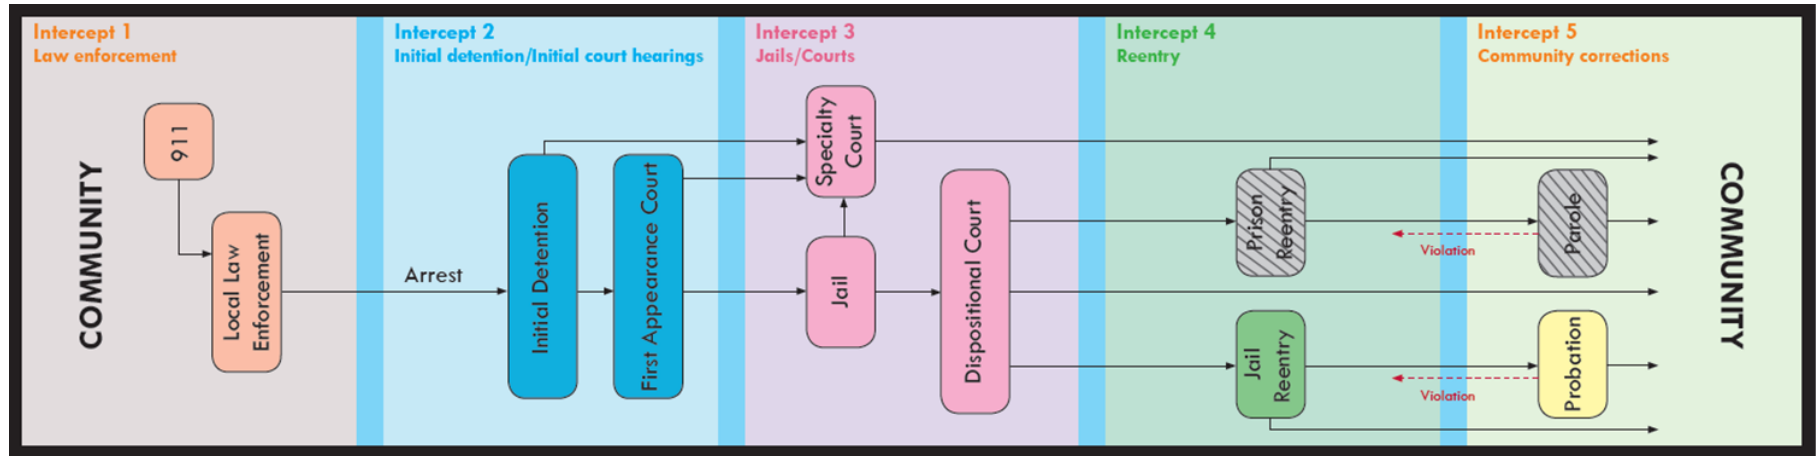 Intercept 1
Law enforcement
Intercept 2
Initial detention/Initial court hearings
Intercept 3
Jails/Courts
Intercept 4
Reentry
Intercept 5
Community corrections
COMMUNITY
911
Local Law
Enforcement
Arrest
Initial Detention
First Appearance Court
Specialty
Court
Jail
Dispositional Court
Prison
Reentry
Jail
Reentry
Violation
Violation
Parole
Probation
COMMUNITY